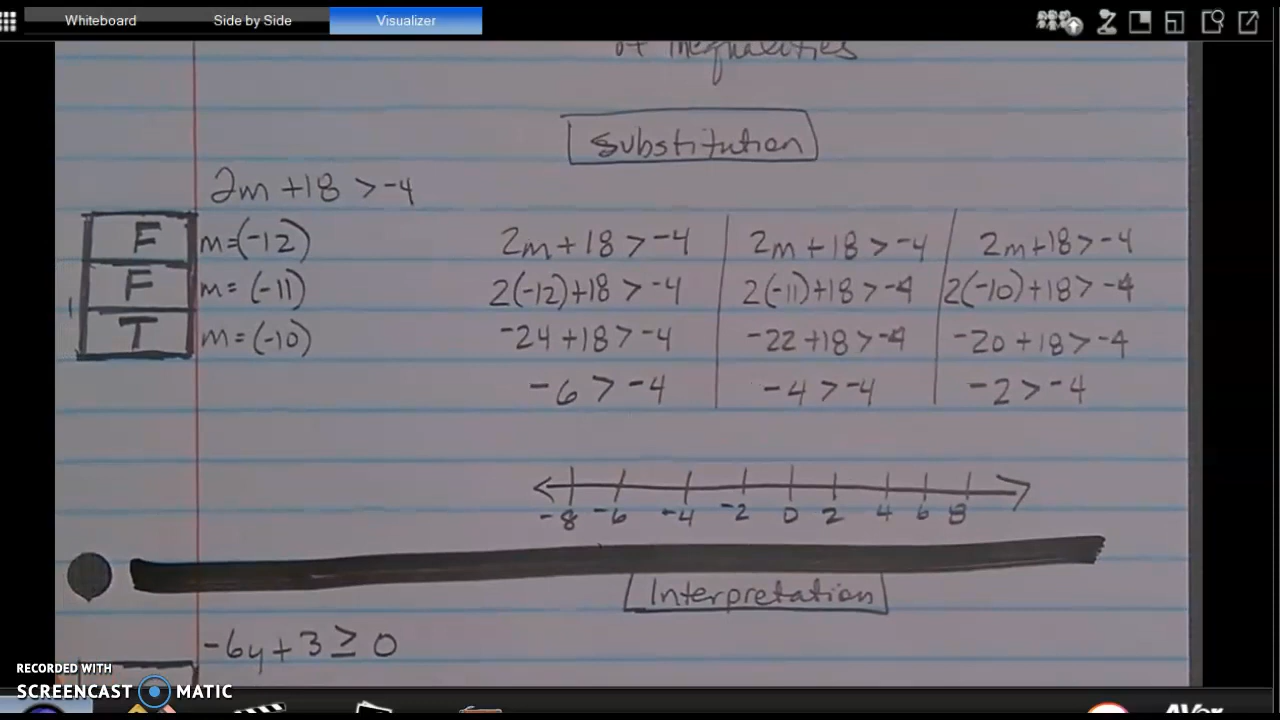 Whiteboard Side by Side Visualizer
of Inequalities
Substitution
2m +18 > -4
F m=(-12) 2m+18 > -4 2m+18 > -4 2m+18 > -4
F m= (-11) 2(-12)+18 > -4 2(-11)+18 > -4 2(-10)+18 > -4
T m= (-10) -24 +18 > -4 -22 +18 > -4 -20 +18 > -4
-6 > -4 -4 > -4 -2 > -4
-8 -6 -4 -2 0 2 4 6 8
Interpretation
-6y + 3 ≥ 0
RECORDED WITH
SCREENCAST MATIC
AVer